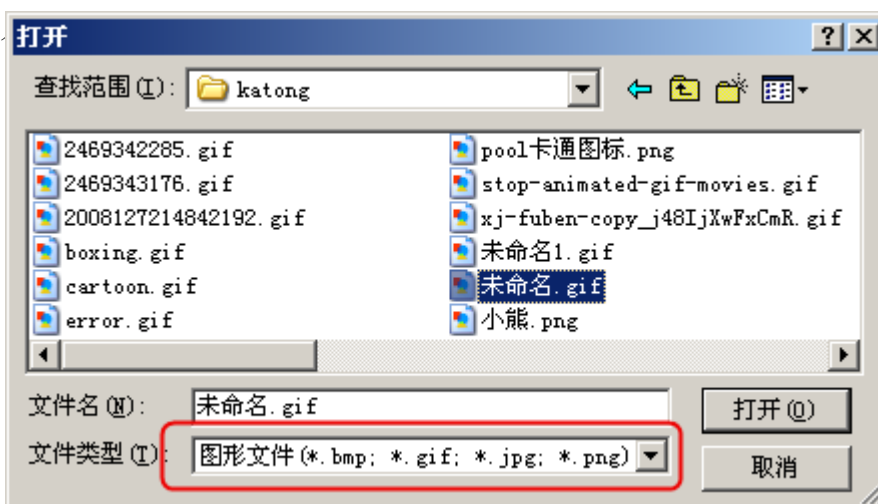 打开
查找范围(I): katong
2469342285.gif
2469343176.gif
2008127214842192.gif
boxing.gif
cartoon.gif
error.gif
pool卡通图标.png
stop-animated-gif-movies.gif
xj-fuben-copy_j48IjXwFxCmR.gif
未命名1.gif
未命名.gif
小熊.png
文件名(N): 未命名.gif
打开(O)
文件类型(T): 图形文件(*.bmp; *.gif; *.jpg; *.png)
取消